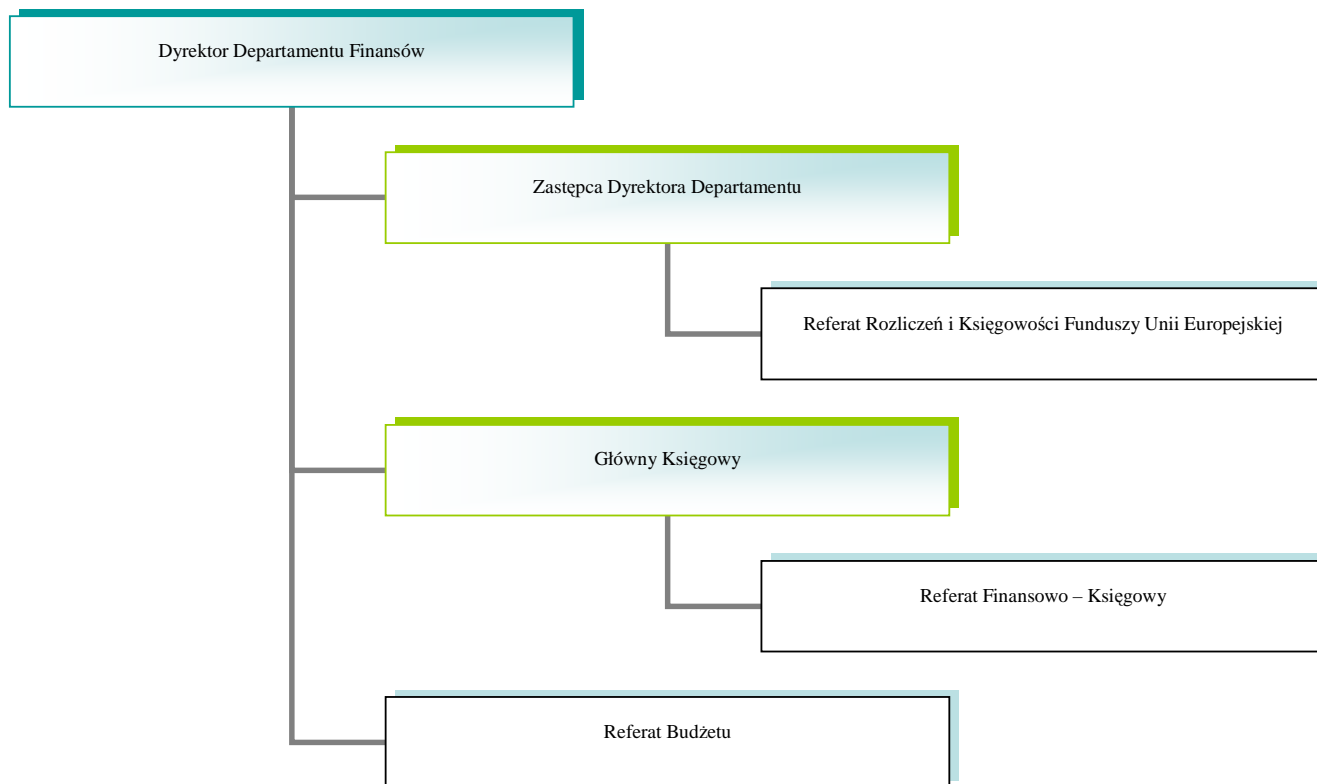 Dyrektor Departamentu Finansów
Zastępca Dyrektora Departamentu
Referat Rozliczeń i Księgowości Funduszy Unii Europejskiej
Główny Księgowy
Referat Finansowo – Księgowy
Referat Budżetu